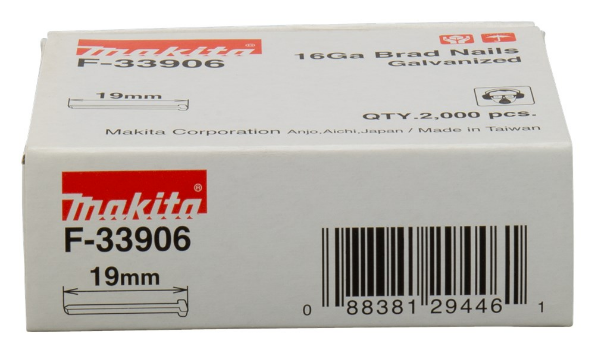 Makita®
F-33906
19mm
16Ga Brad Nails
Galvanized
QTY.2,000 pcs.
Makita Corporation Anjo,Aichi,Japan / Made in Taiwan
Makita®
F-33906
19mm
0 88381 29446 1